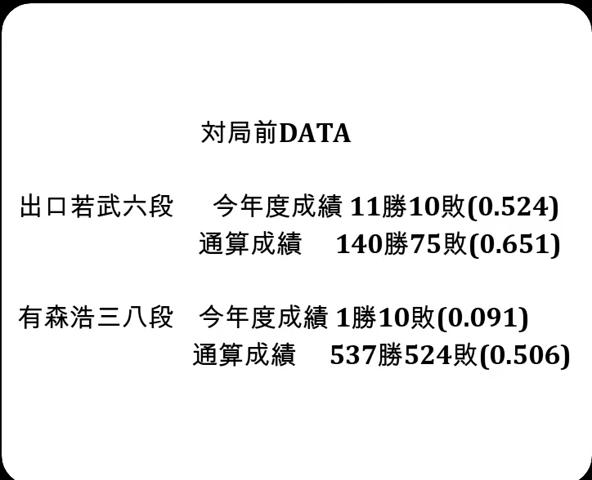 対局前DATA
出口若武六段 今年度成績 11勝10敗(0.524)
通算成績 140勝75敗(0.651)
有森浩三八段 今年度成績 1勝10敗(0.091)
通算成績 537勝524敗(0.506)